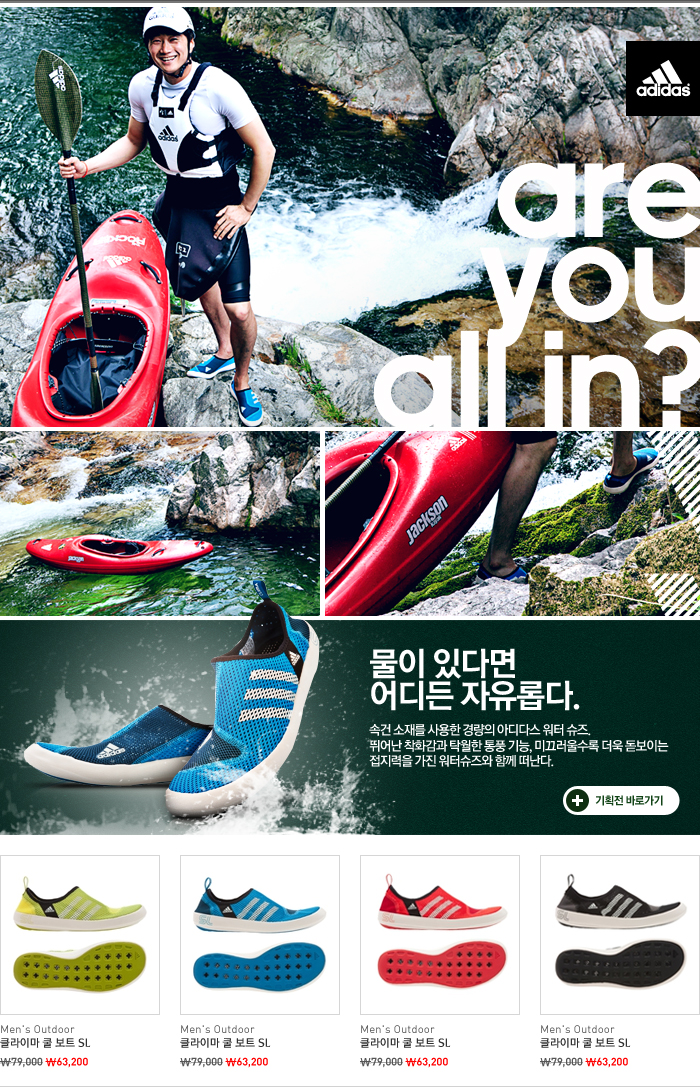 adidas
adidas
are
you
all in?
ROCKSTAR
Jackson
물이 있다면
어디든 자유롭다.
속건 소재를 사용한 경량의 아디다스 워터 슈즈.
뛰어난 착화감과 탁월한 통풍 기능, 미끄러울수록 더욱 돋보이는
접지력을 가진 워터슈즈와 함께 떠난다.
기획전 바로가기
Men's Outdoor
클라이마 쿨 보트 SL
₩79,000 ₩63,200
Men's Outdoor
클라이마 쿨 보트 SL
₩79,000 ₩63,200
Men's Outdoor
클라이마 쿨 보트 SL
₩79,000 ₩63,200
Men's Outdoor
클라이마 쿨 보트 SL
₩79,000 ₩63,200